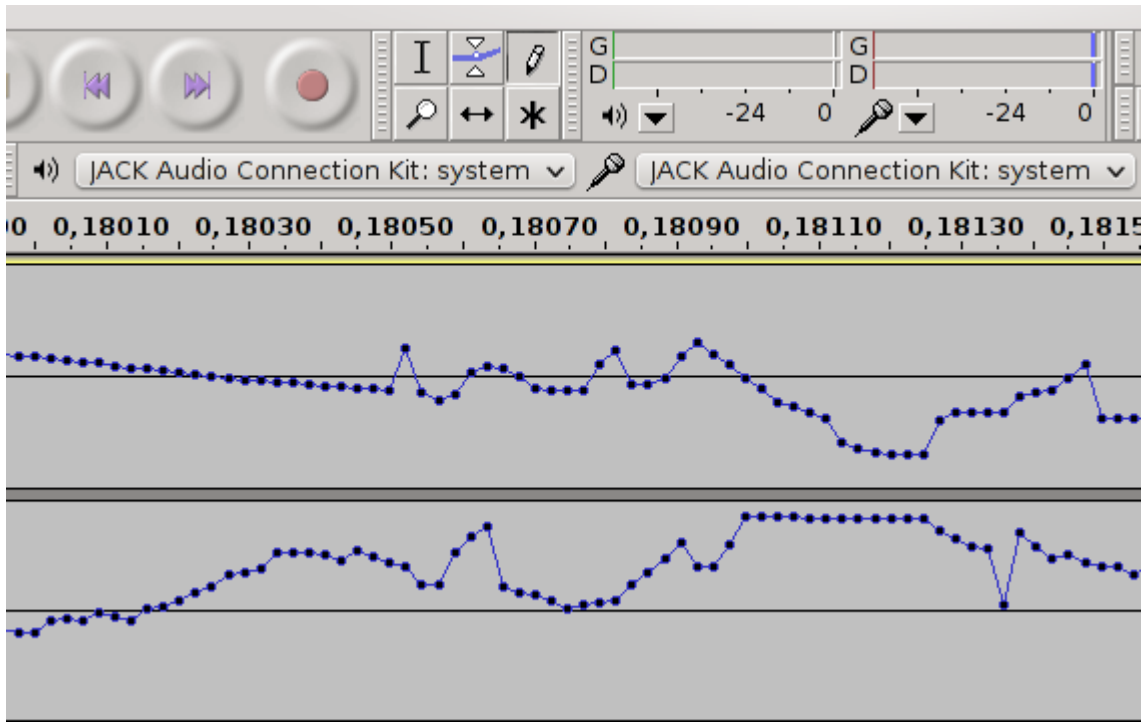 G G
D D
-24 0 -24 0
JACK Audio Connection Kit: system JACK Audio Connection Kit: system
0,18010 0,18030 0,18050 0,18070 0,18090 0,18110 0,18130